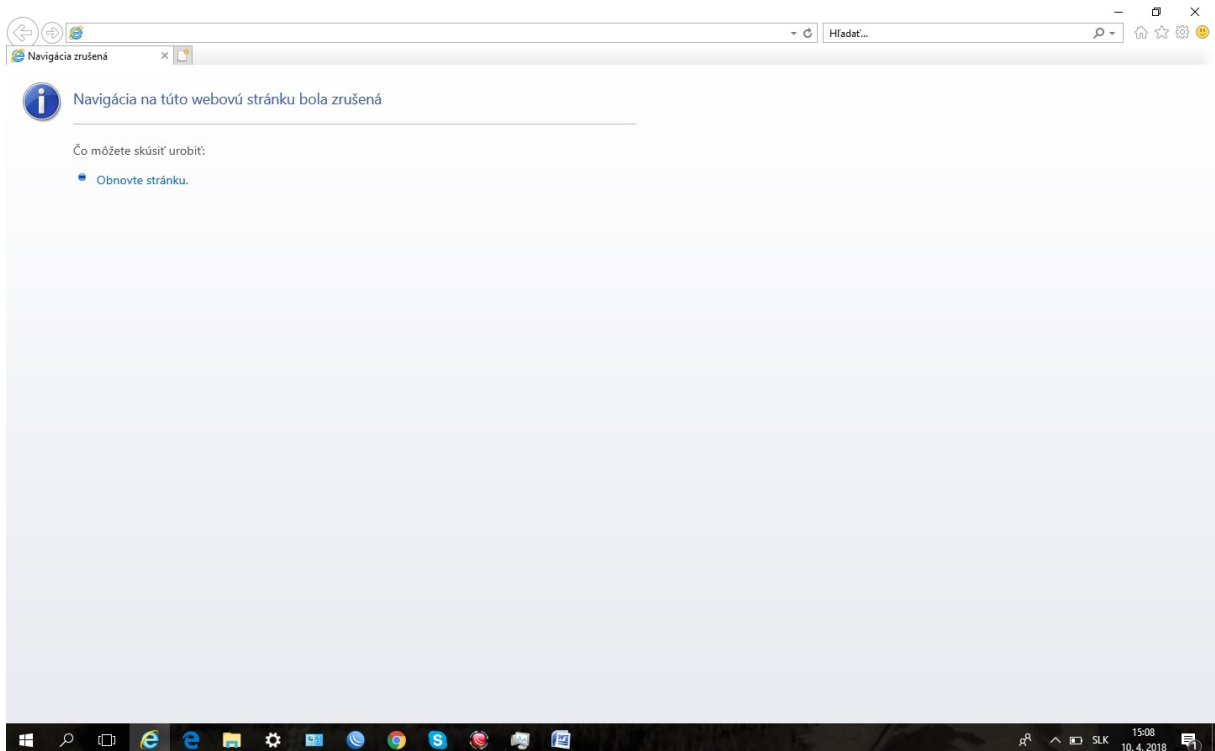 Hľadať...
Navigácia zrušená
Navigácia na túto webovú stránku bola zrušená
Čo môžete skúsiť urobiť:
Obnovte stránku.
SLK
15:08
10. 4. 2018